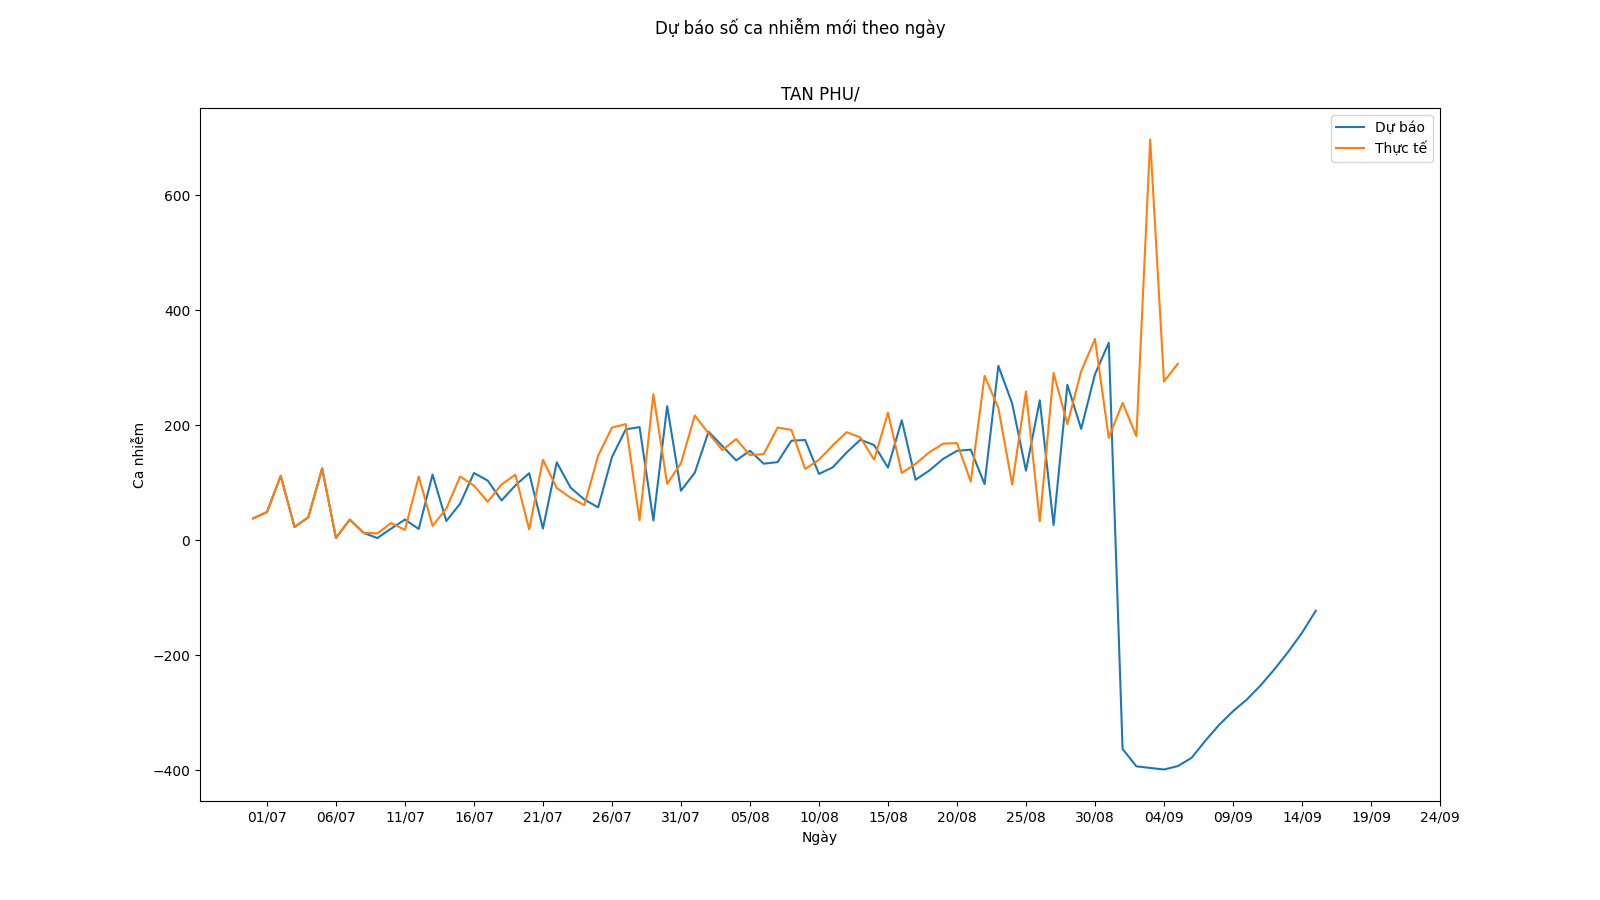 Dự báo số ca nhiễm mới theo ngày
TAN PHU/
Dự báo
Thực tế
600
400
200
0
−200
−400
Ca nhiễm
01/07 06/07 11/07 16/07 21/07 26/07 31/07 05/08 10/08 15/08 20/08 25/08 30/08 04/09 09/09 14/09 19/09 24/09
Ngày